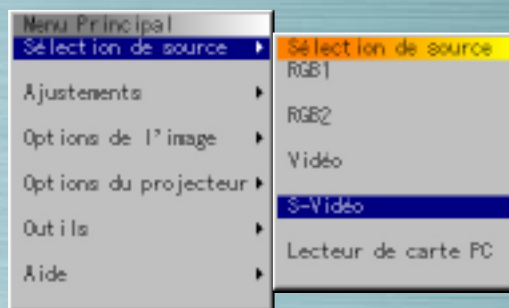 Menu Principal
Sélection de source
Ajustements
Options de l'image
Options du projecteur
Outils
Aide
Sélection de source
RGB1
RGB2
Vidéo
S-Vidéo
Lecteur de carte PC